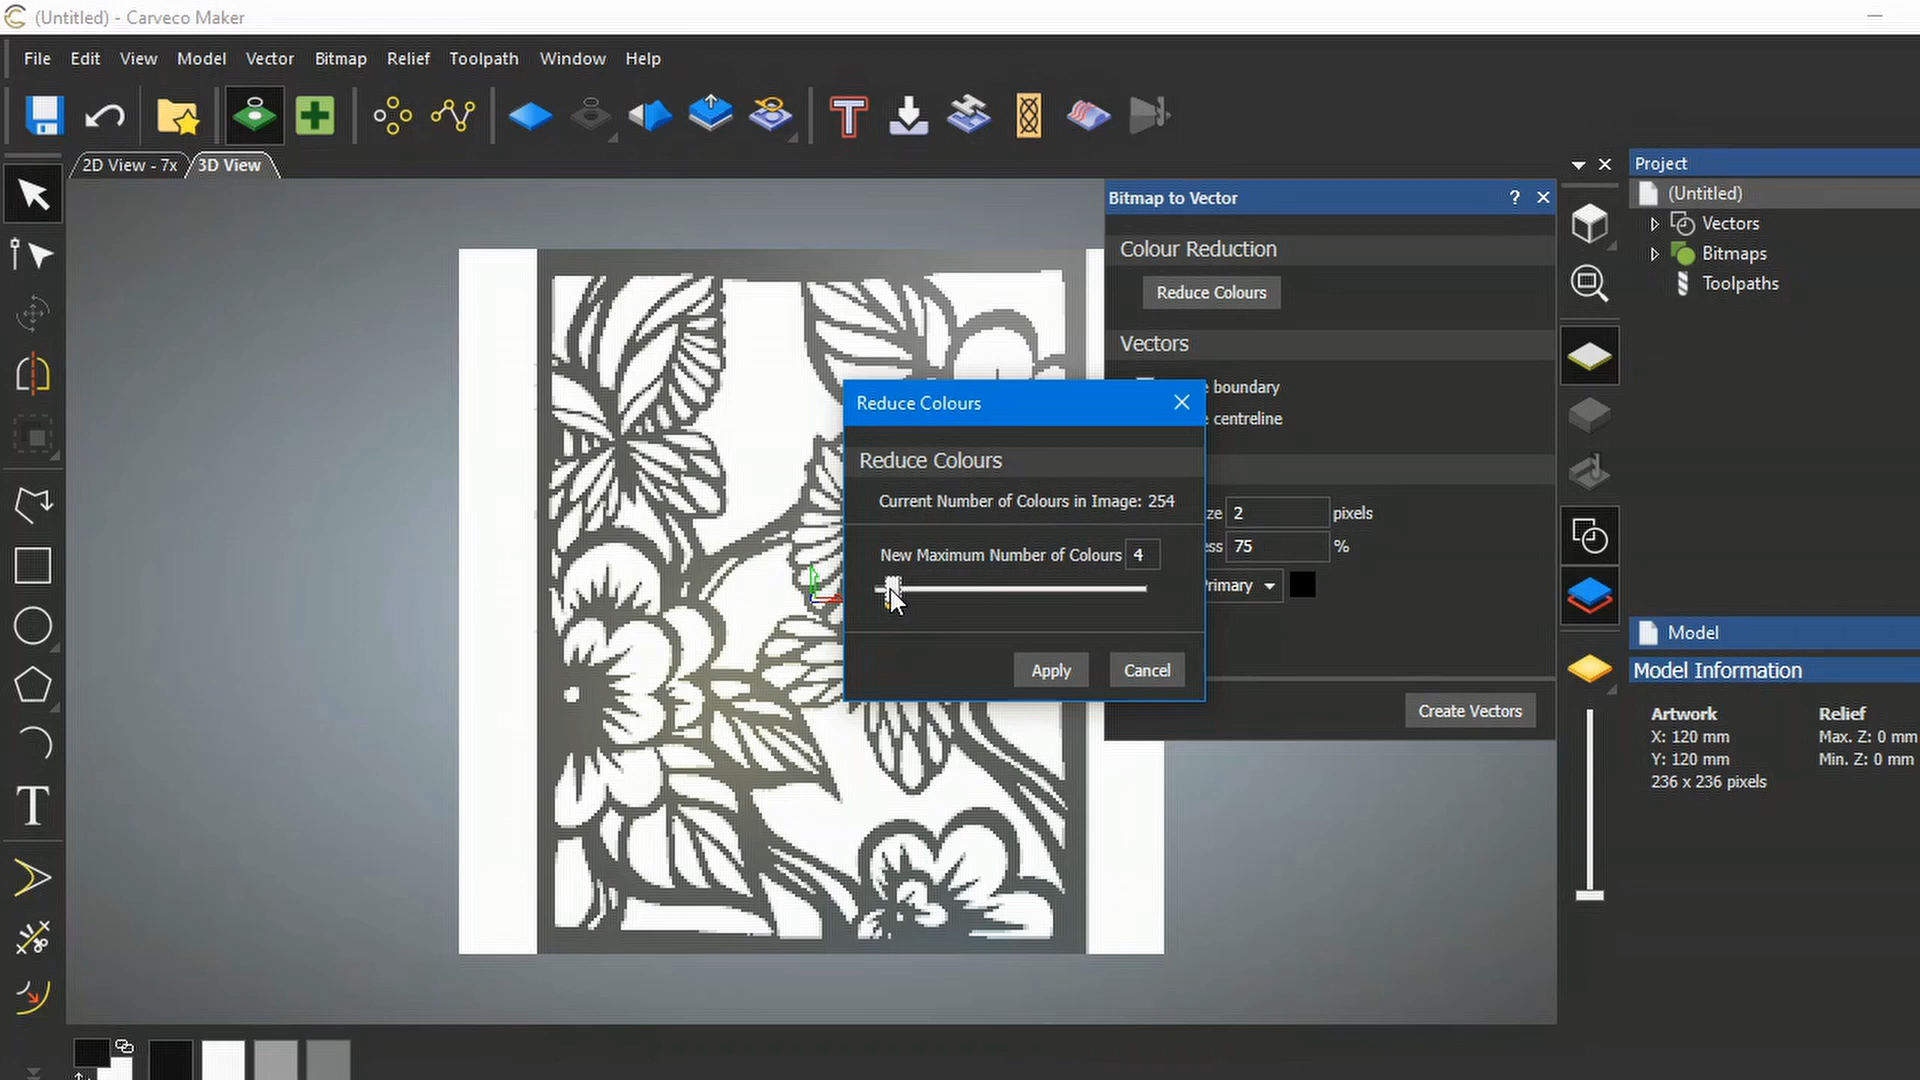 (Untitled) - Carveco Maker
File Edit View Model Vector Bitmap Relief Toolpath Window Help
2D View - 7x
3D View
Project
(Untitled)
Vectors
Bitmaps
Toolpaths
Bitmap to Vector ?
Colour Reduction
Reduce Colours
Vectors
boundary
centreline
2 pixels
75 %
Create Vectors
Reduce Colours
Reduce Colours
Current Number of Colours in Image: 254
New Maximum Number of Colours 4
Apply Cancel
Model
Model Information
Artwork Relief
X: 120 mm Max. Z: 0 mm
Y: 120 mm Min. Z: 0 mm
236 x 236 pixels